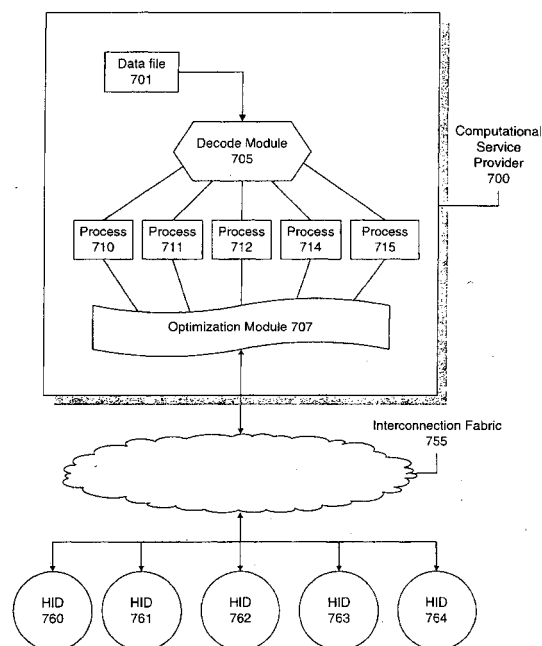 Data file
701
Decode Module
705
Computational
Service
Provider
700
Process
710
Process
711
Process
712
Process
714
Process
715
Optimization Module 707
Interconnection Fabric
755
HID
760
HID
761
HID
762
HID
763
HID
764